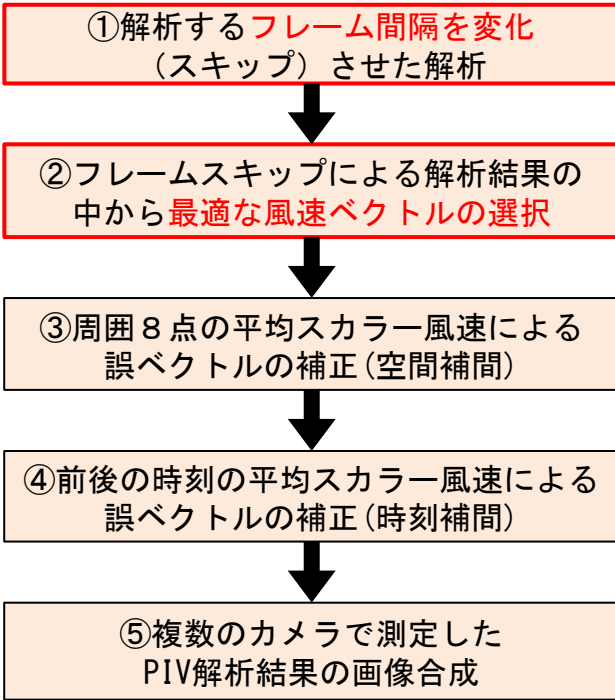 ①解析するフレーム間隔を変化
（スキップ）させた解析
②フレームスキップによる解析結果の
中から最適な風速ベクトルの選択
③周囲８点の平均スカラー風速による
誤ベクトルの補正(空間補間)
④前後の時刻の平均スカラー風速による
誤ベクトルの補正(時刻補間)
⑤複数のカメラで測定した
PIV解析結果の画像合成